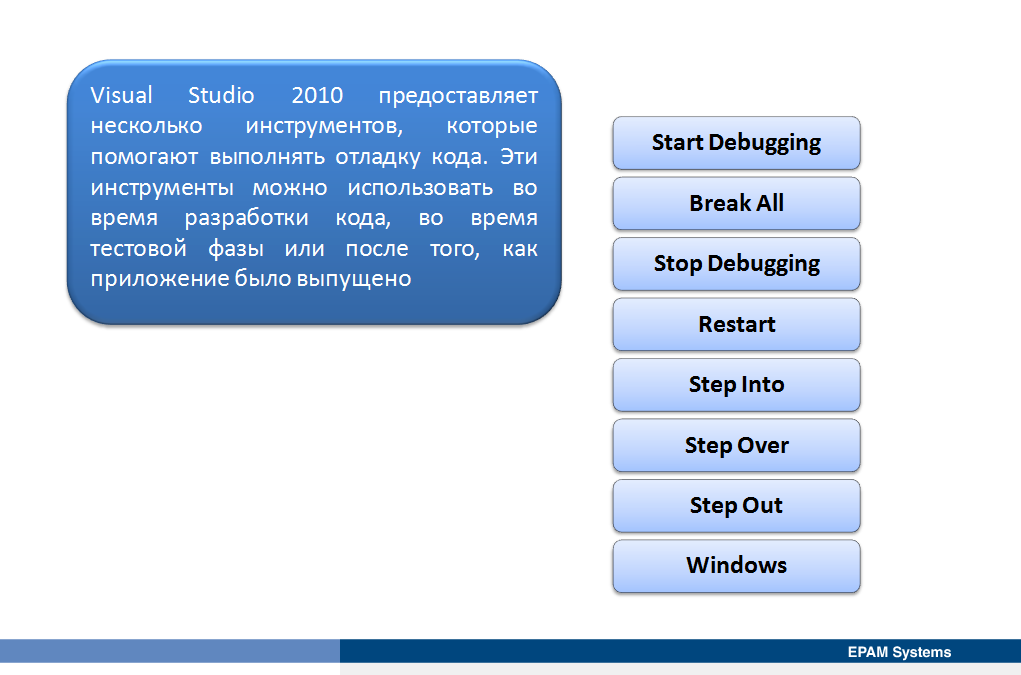 Visual Studio 2010 предоставляет
несколько инструментов, которые
помогают выполнять отладку кода. Эти
инструменты можно использовать во
время разработки кода, во время
тестовой фазы или после того, как
приложение было выпущено
Start Debugging
Break All
Stop Debugging
Restart
Step Into
Step Over
Step Out
Windows
EPAM Systems